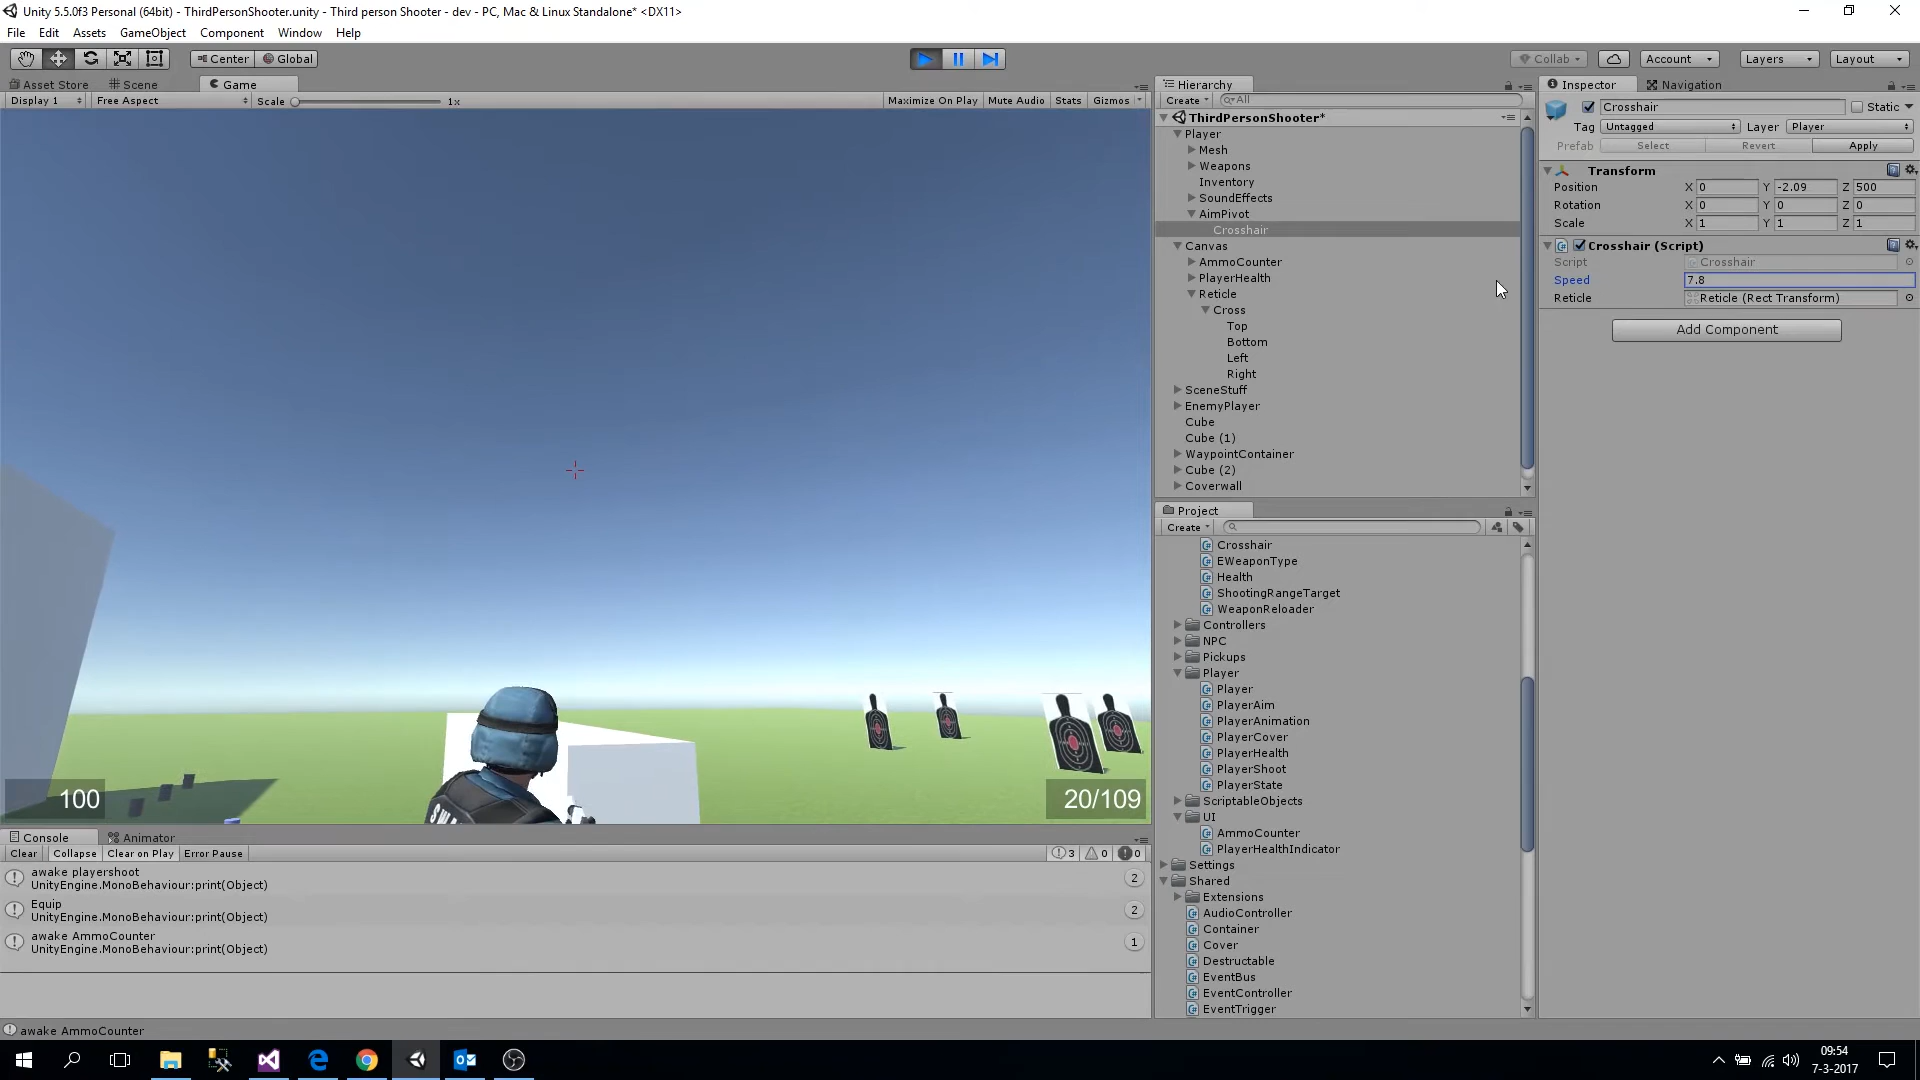 Unity 5.5.0f3 Personal (64bit) - ThirdPersonShooter.unity - Third person Shooter - dev - PC, Mac & Linux Standalone* <DX11>
File Edit Assets GameObject Component Window Help
Center Global Collab Account Layers Layout
Asset Store Scene Game
Display 1 Free Aspect Scale 1x Maximize On Play Mute Audio Stats Gizmos
100
20/109
SWA
Console Animator
Clear Collapse Clear on Play Error Pause 3 0 0
awake playershoot
UnityEngine.MonoBehaviour:print(Object) 2
Equip
UnityEngine.MonoBehaviour:print(Object) 2
awake AmmoCounter
UnityEngine.MonoBehaviour:print(Object) 1
awake AmmoCounter
Hierarchy
Create All
ThirdPersonShooter*
Player
Mesh
Weapons
Inventory
SoundEffects
AimPivot
Crosshair
Canvas
AmmoCounter
PlayerHealth
Reticle
Cross
Top
Bottom
Left
Right
SceneStuff
EnemyPlayer
Cube
Cube (1)
WaypointContainer
Cube (2)
Coverwall
Project
Create
Crosshair
EWeaponType
Health
ShootingRangeTarget
WeaponReloader
Controllers
NPC
Pickups
Player
Player
PlayerAim
PlayerAnimation
PlayerCover
PlayerHealth
PlayerShoot
PlayerState
ScriptableObjects
UI
AmmoCounter
PlayerHealthIndicator
Settings
Shared
Extensions
AudioController
Container
Cover
Destructable
EventBus
EventController
EventTrigger
Inspector Navigation
Crosshair Static
Tag Untagged Layer Player
Prefab Select Revert Apply
Transform
Position X 0 Y -2.09 Z 500
Rotation X 0 Y 0 Z 0
Scale X 1 Y 1 Z 1
Crosshair (Script)
Script Crosshair
Speed 7.8
Reticle Reticle (Rect Transform)
Add Component
09:54
7-3-2017